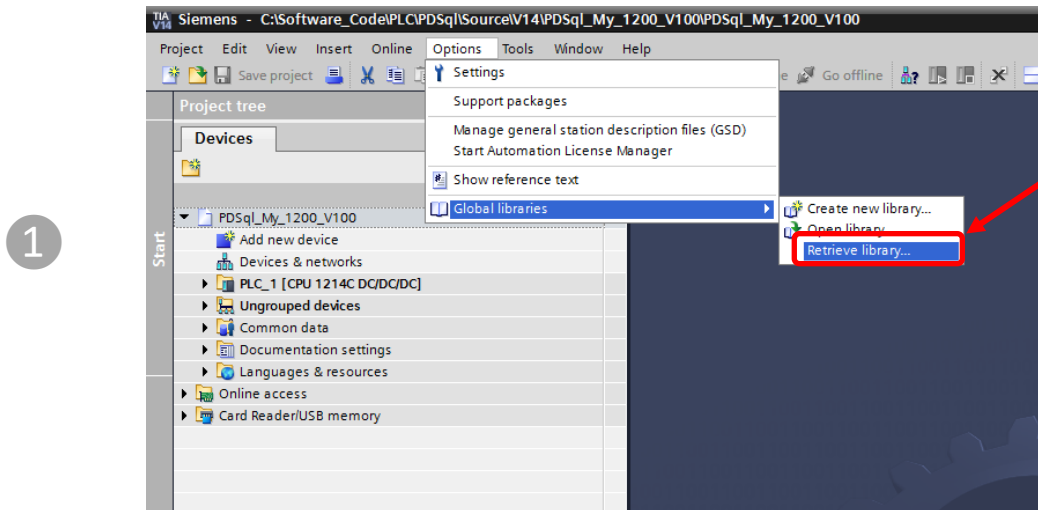 TIA V14 Siemens - C:\Software_Code\PLC\PDSql\Source\V14\PDSql_My_1200_V100\PDSql_My_1200_V100
Project Edit View Insert Online Options Tools Window Help
Save project
Go offline
Settings
Support packages
Manage general station description files (GSD)
Start Automation License Manager
Show reference text
Global libraries
Create new library...
Open library...
Retrieve library...
Project tree
Devices
PDSql_My_1200_V100
Add new device
Devices & networks
PLC_1 [CPU 1214C DC/DC/DC]
Ungrouped devices
Common data
Documentation settings
Languages & resources
Online access
Card Reader/USB memory
Start
1